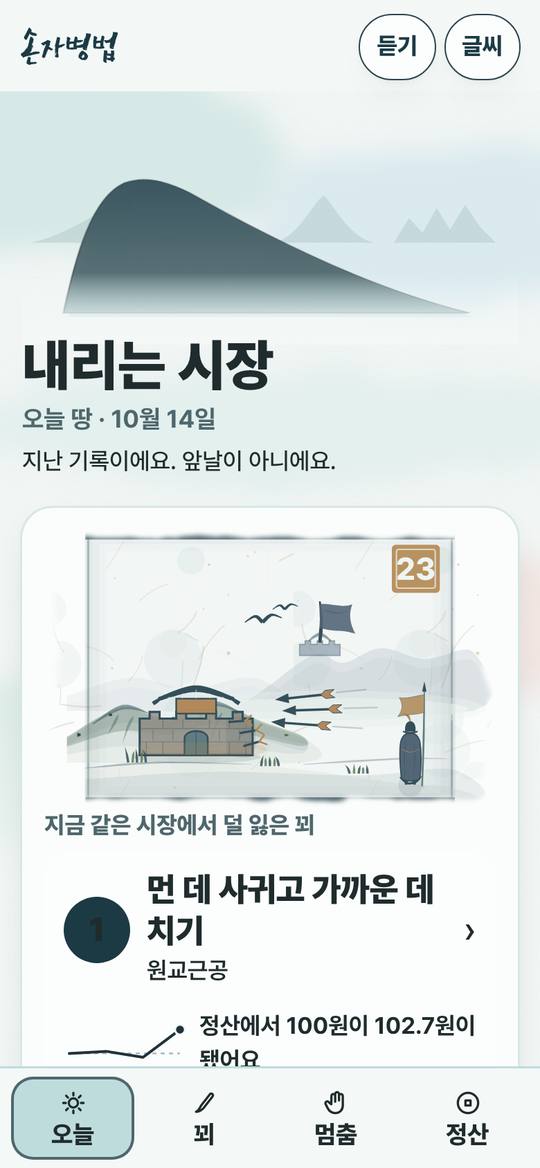 손자병법
듣기
글씨
내리는 시장
오늘 땅 · 10월 14일
지난 기록이에요. 앞날이 아니에요.
23
지금 같은 시장에서 덜 잃은 꾀
1
먼 데 사귀고 가까운 데
치기
›
원교근공
정산에서 100원이 102.7원이
됐어요
오늘
꾀
멈춤
정산